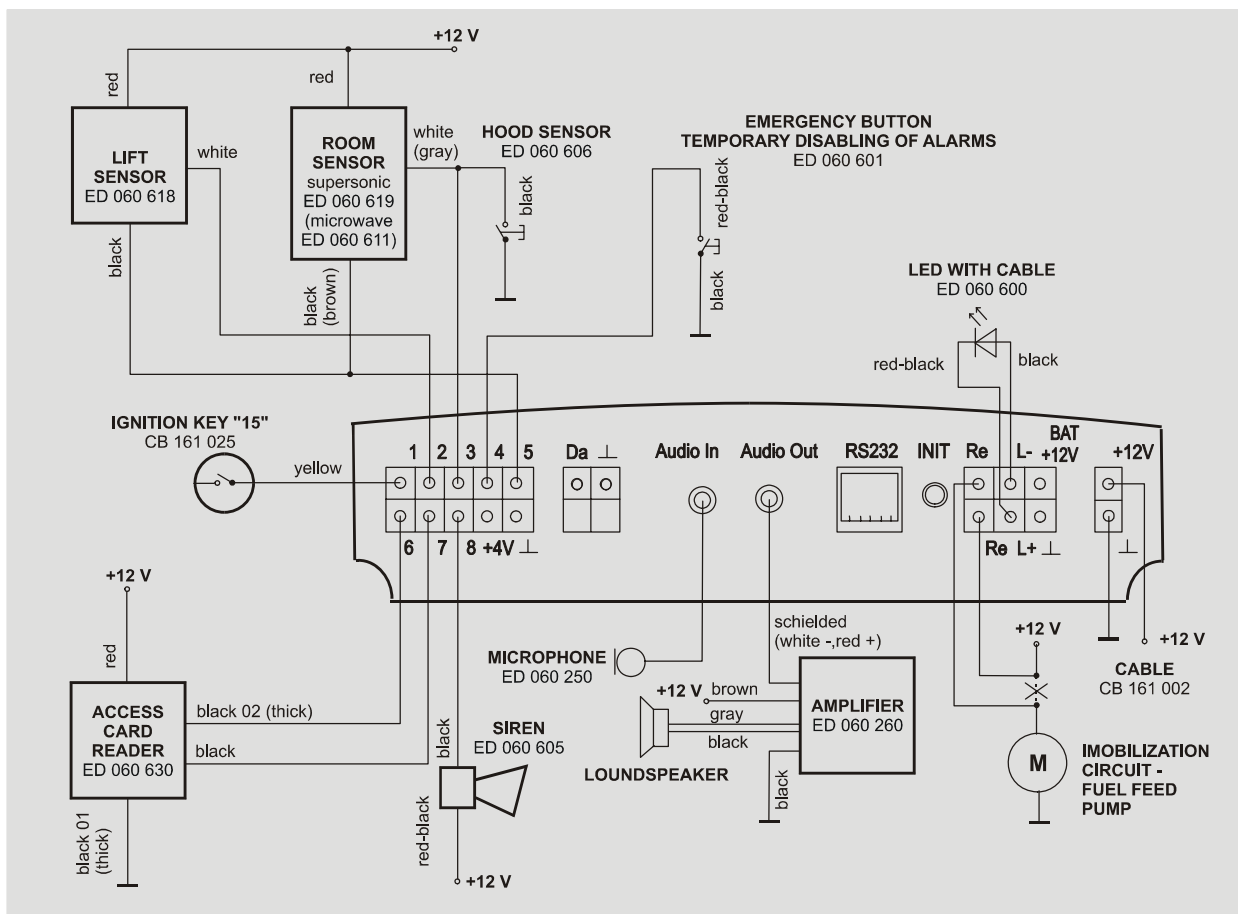 +12 V
red
red
LIFT
SENSOR
ED 060 618
white
black
ROOM
SENSOR
supersonic
ED 060 619
(microwave
ED 060 611)
white
(gray)
black
(brown)
HOOD SENSOR
ED 060 606
black
EMERGENCY BUTTON
TEMPORARY DISABLING OF ALARMS
ED 060 601
red-black
black
LED WITH CABLE
ED 060 600
red-black
black
IGNITION KEY "15"
CB 161 025
yellow
1 2 3 4 5
Da ⊥
Audio In
Audio Out
RS232
INIT
Re L- BAT
+12V
+12V
6 7 8 +4V ⊥
Re L+ ⊥
⊥
+12 V
red
ACCESS
CARD
READER
ED 060 630
black 02 (thick)
black
black 01
(thick)
black
SIREN
ED 060 605
red-black
+12 V
MICROPHONE
ED 060 250
schielded
(white -,red +)
+12 V
brown
gray
black
LOUNDSPEAKER
AMPLIFIER
ED 060 260
black
+12 V
+12 V
CABLE
CB 161 002
M
IMOBILIZATION
CIRCUIT -
FUEL FEED
PUMP